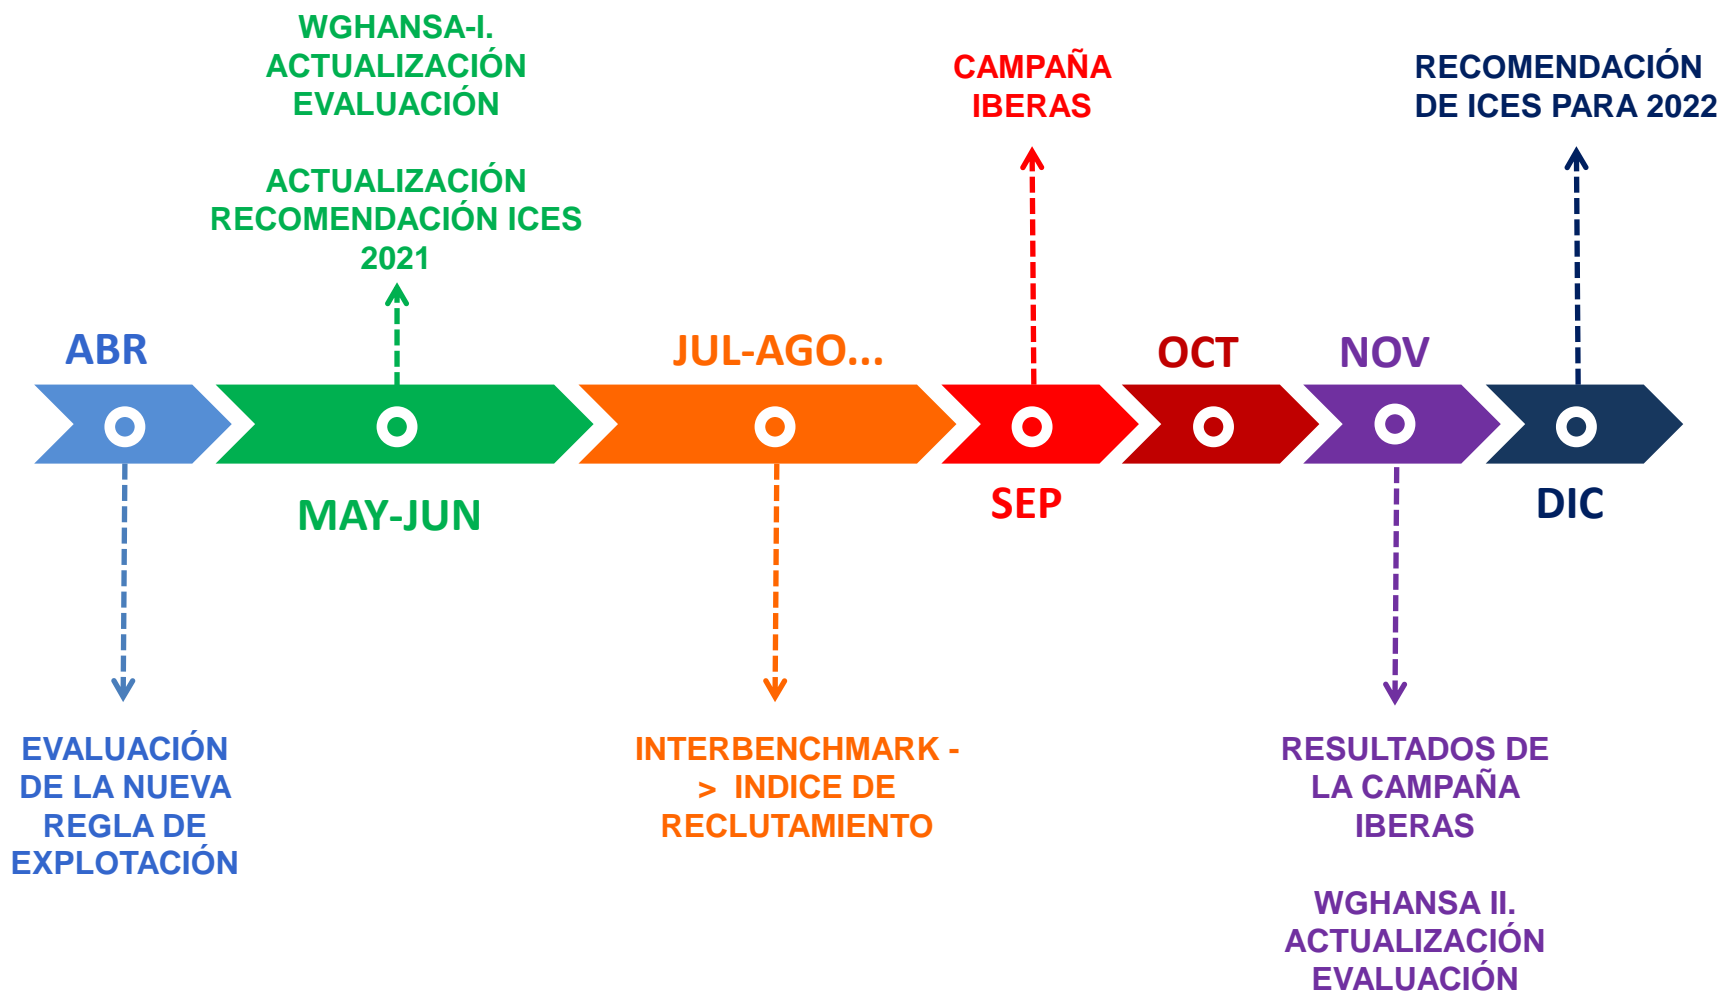 WGHANSA-I.
ACTUALIZACIÓN
EVALUACIÓN
ACTUALIZACIÓN
RECOMENDACIÓN ICES
2021
CAMPAÑA
IBERAS
RECOMENDACIÓN
DE ICES PARA 2022
ABR
JUL-AGO...
OCT
NOV
MAY-JUN
SEP
DIC
EVALUACIÓN
DE LA NUEVA
REGLA DE
EXPLOTACIÓN
INTERBENCHMARK -
> INDICE DE
RECLUTAMIENTO
RESULTADOS DE
LA CAMPAÑA
IBERAS
WGHANSA II.
ACTUALIZACIÓN
EVALUACIÓN